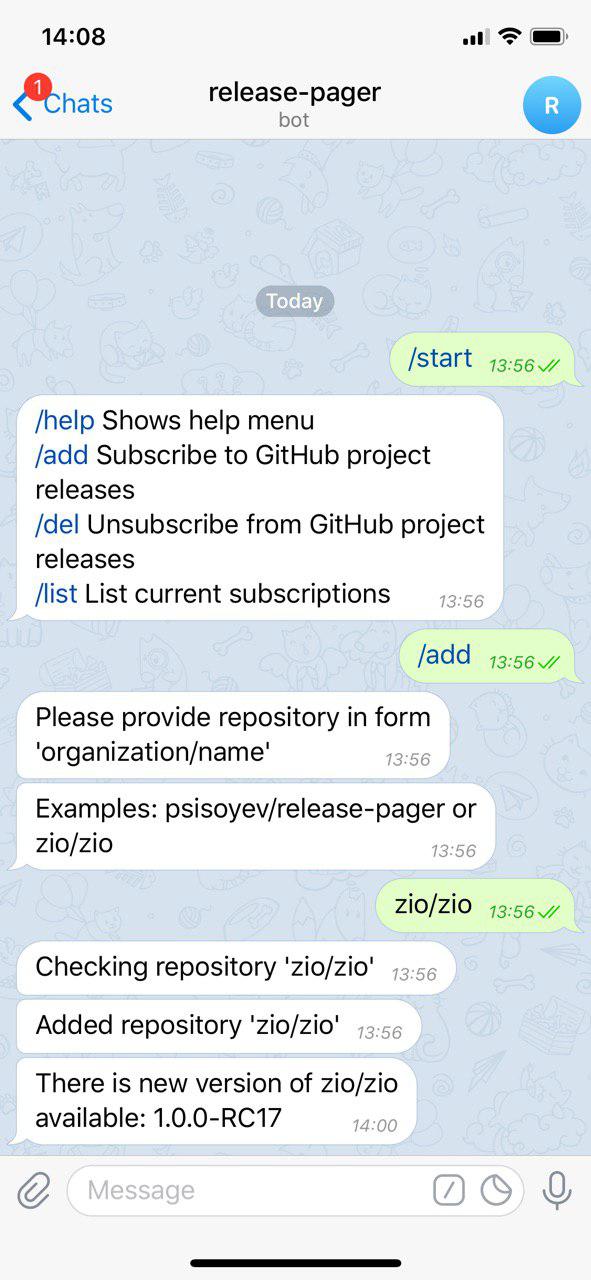 14:08
1
Chats
release-pager
bot
R
Today
/start 13:56
/help Shows help menu
/add Subscribe to GitHub project
releases
/del Unsubscribe from GitHub project
releases
/list List current subscriptions 13:56
/add 13:56
Please provide repository in form
'organization/name' 13:56
Examples: psisoyev/release-pager or
zio/zio 13:56
zio/zio 13:56
Checking repository 'zio/zio' 13:56
Added repository 'zio/zio' 13:56
There is new version of zio/zio
available: 1.0.0-RC17 14:00
Message